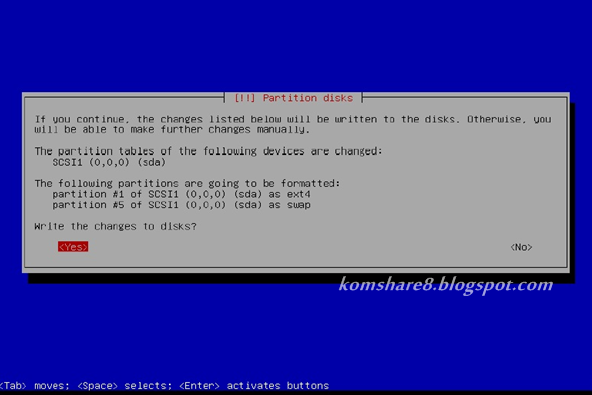 [!!] Partition disks
If you continue, the changes listed below will be written to the disks. Otherwise, you
will be able to make further changes manually.
The partition tables of the following devices are changed:
SCSI1 (0,0,0) (sda)
The following partitions are going to be formatted:
partition #1 of SCSI1 (0,0,0) (sda) as ext4
partition #5 of SCSI1 (0,0,0) (sda) as swap
Write the changes to disks?
<Yes> <No>
komshare8.blogspot.com
<Tab> moves; <Space> selects; <Enter> activates buttons